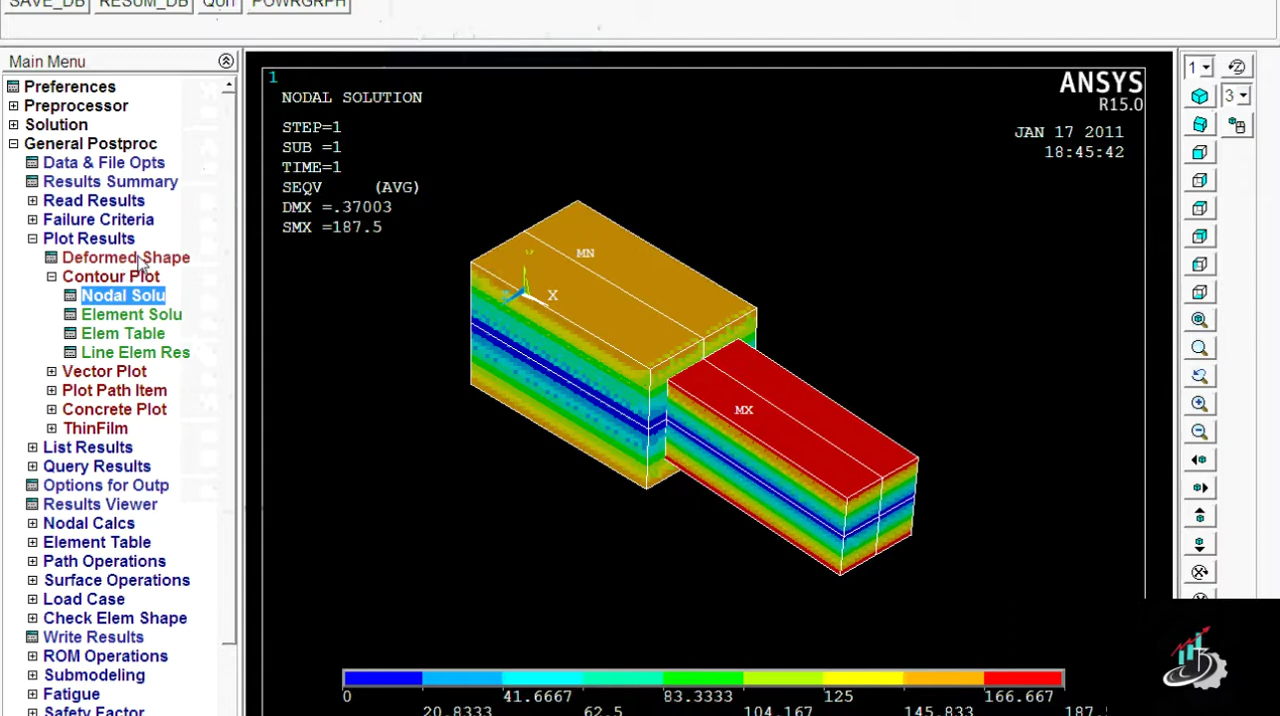 SAVE_DB RESUM_DB QUIT POWRGRPH
Main Menu
Preferences
Preprocessor
Solution
General Postproc
Data & File Opts
Results Summary
Read Results
Failure Criteria
Plot Results
Deformed Shape
Contour Plot
Nodal Solu
Element Solu
Elem Table
Line Elem Res
Vector Plot
Plot Path Item
Concrete Plot
ThinFilm
List Results
Query Results
Options for Outp
Results Viewer
Nodal Calcs
Element Table
Path Operations
Surface Operations
Load Case
Check Elem Shape
Write Results
ROM Operations
Submodeling
Fatigue
Safety Factor
1
NODAL SOLUTION
STEP=1
SUB =1
TIME=1
SEQV (AVG)
DMX =.37003
SMX =187.5
ANSYS
R15.0
JAN 17 2011
18:45:42
MN
Y
X
MX
0 41.6667 83.3333 125 166.667
20.8333 62.5 104.167 145.833 187.
1
3